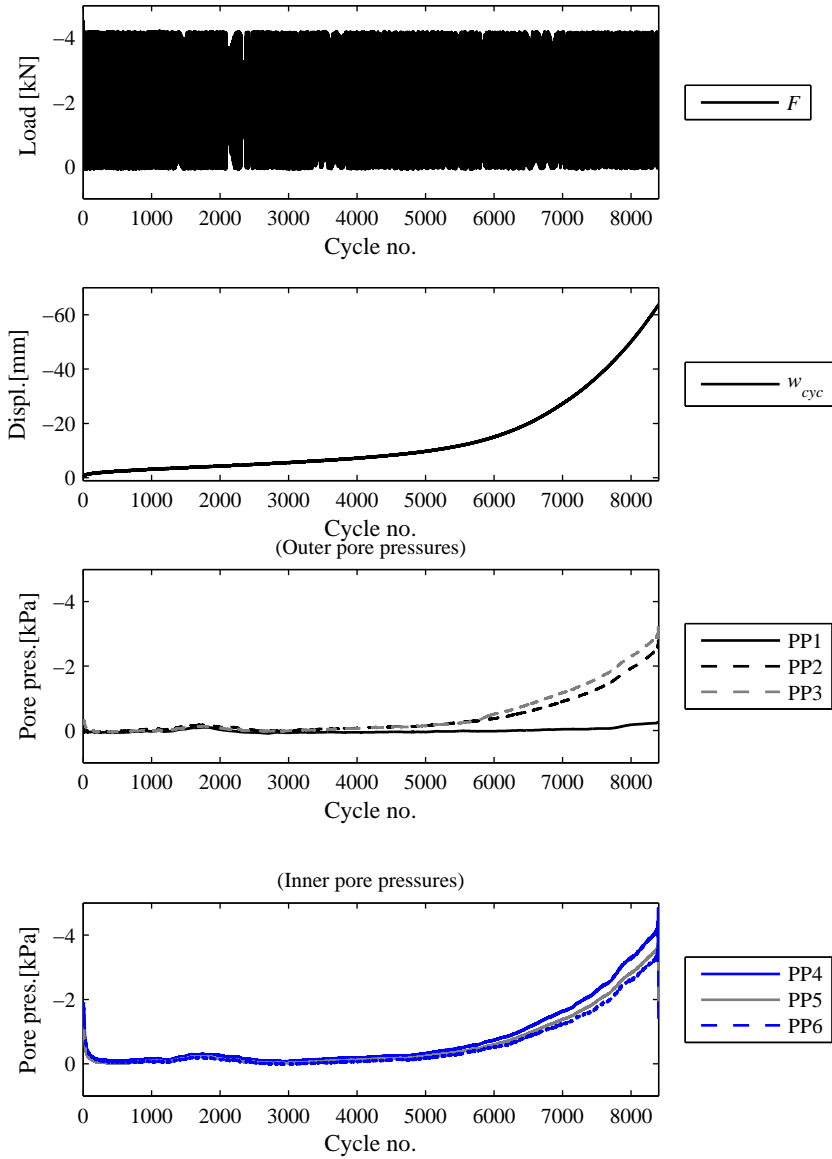 Load [kN]
−4
−2
0
0 1000 2000 3000 4000 5000 6000 7000 8000
Cycle no.
F
Displ.[mm]
−60
−40
−20
0
0 1000 2000 3000 4000 5000 6000 7000 8000
Cycle no.
w_cyc
(Outer pore pressures)
Pore pres.[kPa]
−4
−2
0
0 1000 2000 3000 4000 5000 6000 7000 8000
Cycle no.
PP1
PP2
PP3
(Inner pore pressures)
Pore pres.[kPa]
−4
−2
0
0 1000 2000 3000 4000 5000 6000 7000 8000
Cycle no.
PP4
PP5
PP6